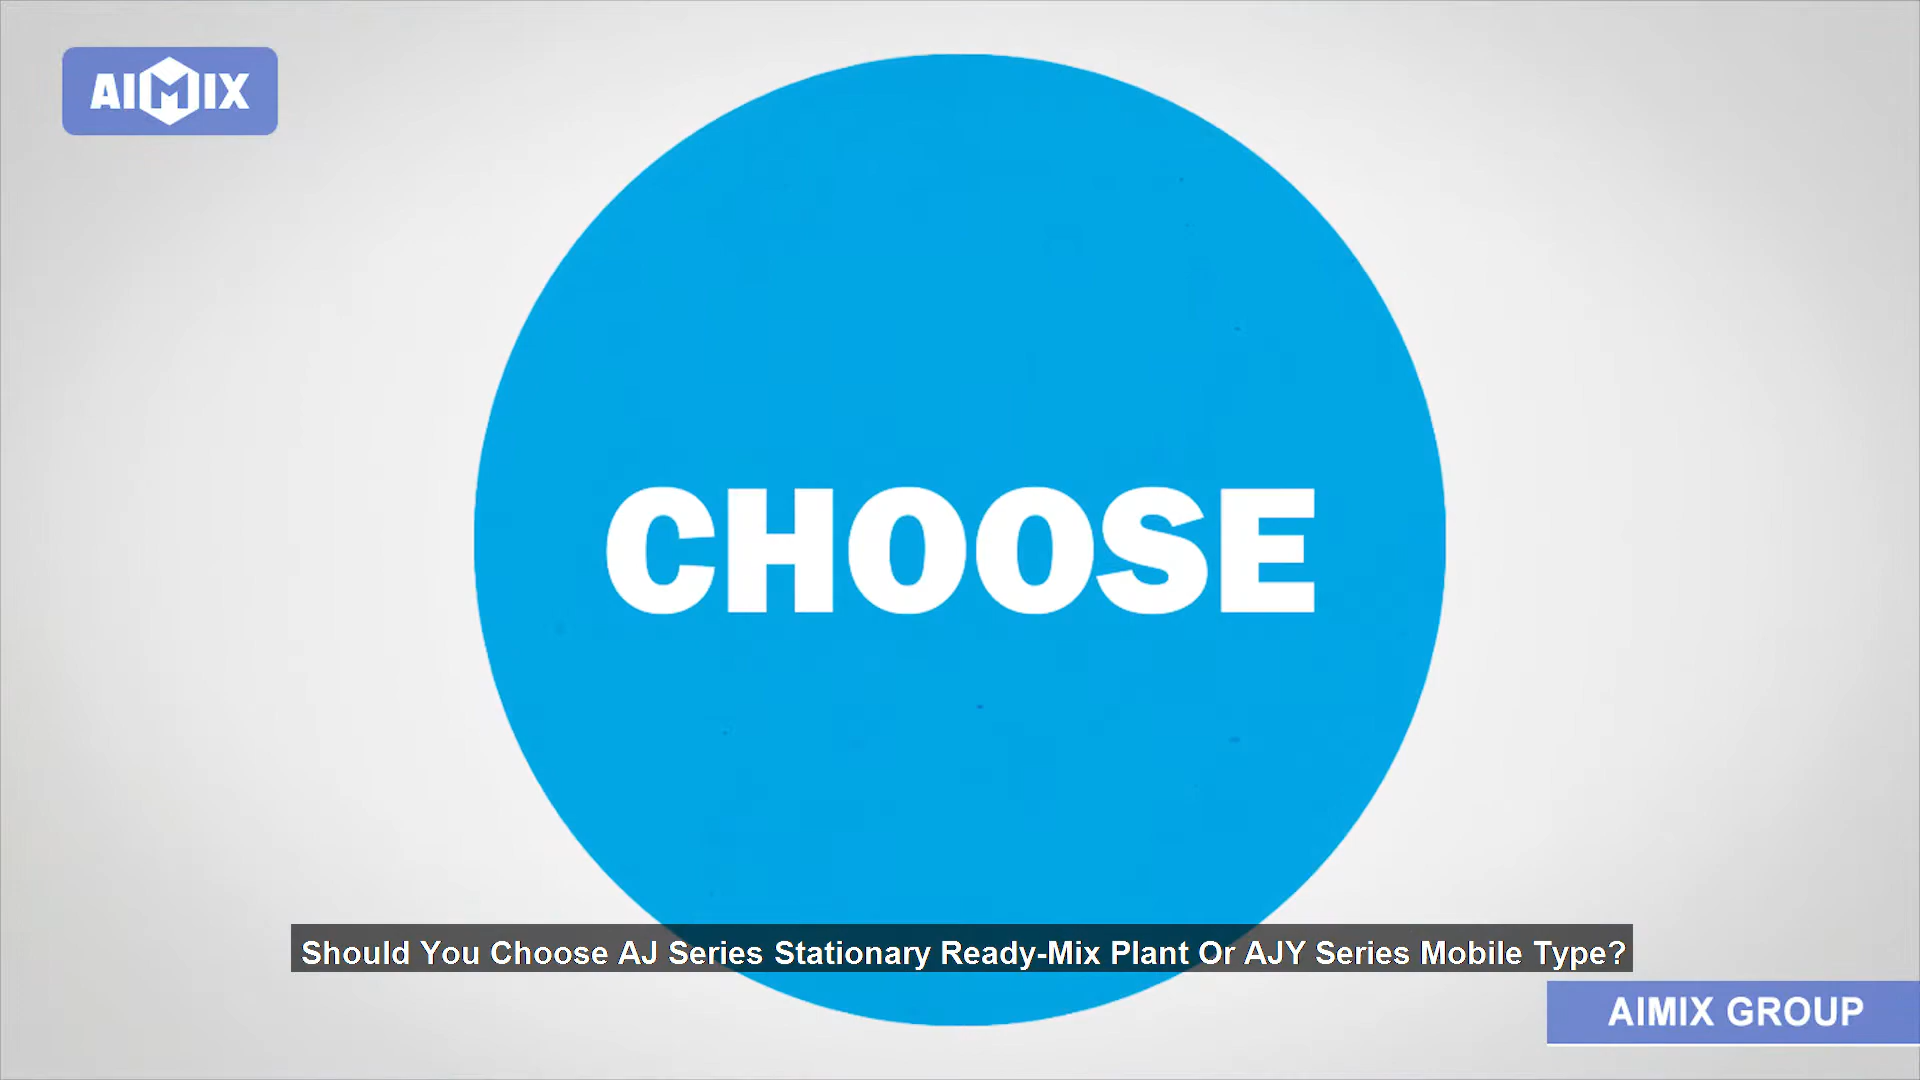 AIMIX
CHOOSE
Should You Choose AJ Series Stationary Ready-Mix Plant Or AJY Series Mobile Type?
AIMIX GROUP